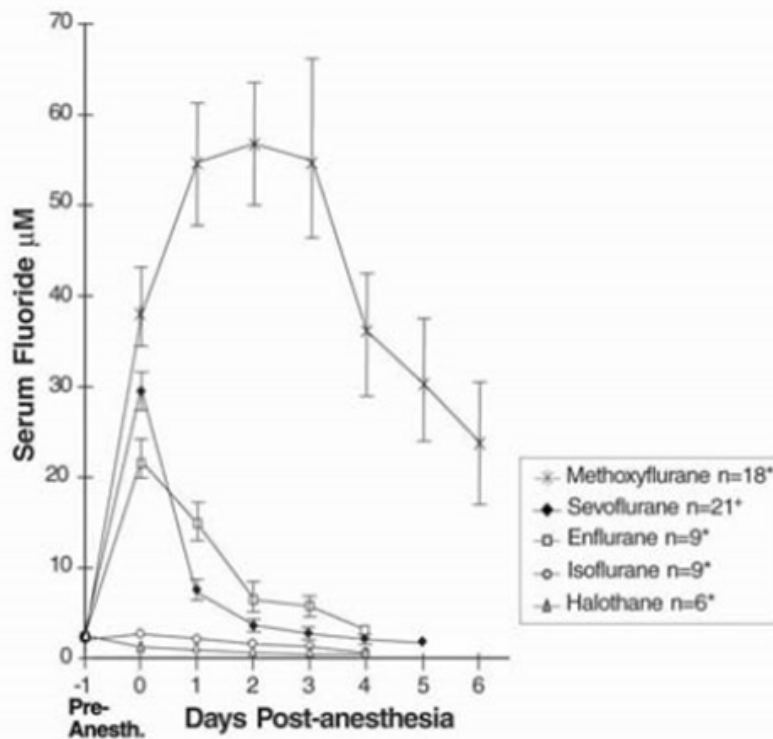 70
60
50
40
30
20
10
0
Serum Fluoride μM
-1 0 1 2 3 4 5 6
Pre-
Anesth.
Days Post-anesthesia
Methoxyflurane n=18*
Sevoflurane n=21+
Enflurane n=9*
Isoflurane n=9*
Halothane n=6*